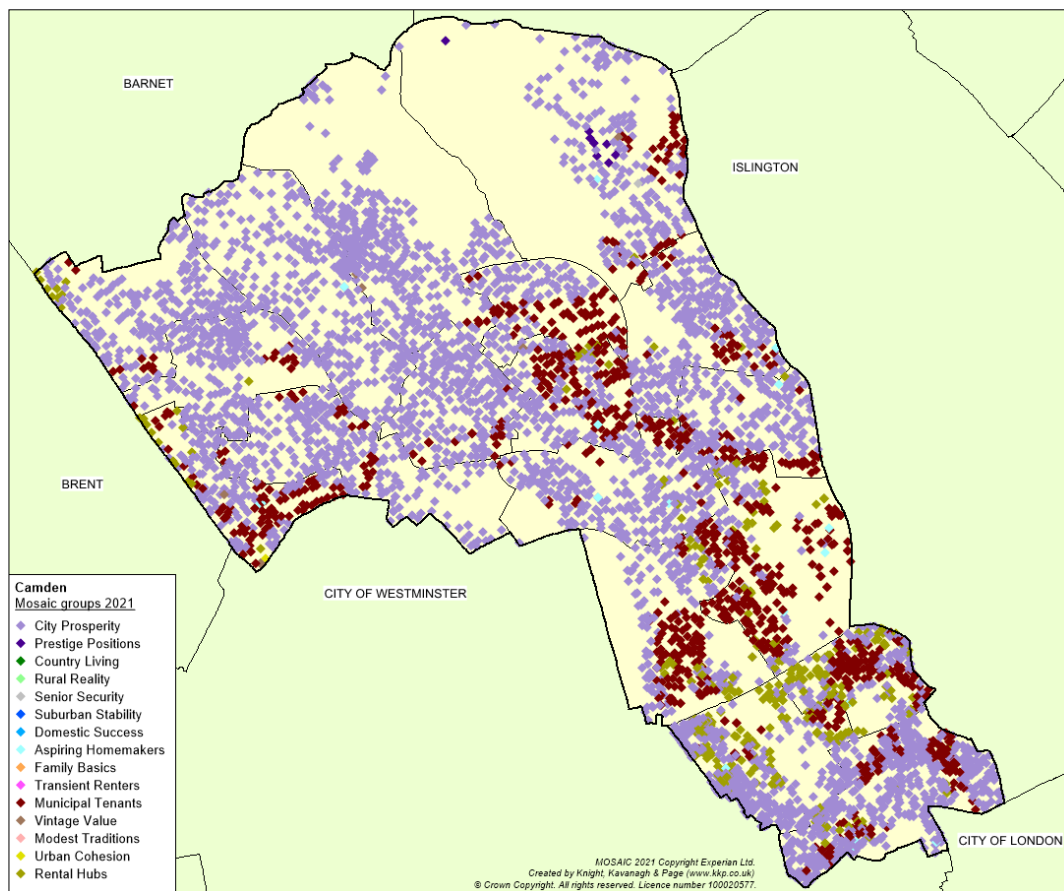 BARNET
ISLINGTON
BRENT
CITY OF WESTMINSTER
CITY OF LONDON
Camden
Mosaic groups 2021
City Prosperity
Prestige Positions
Country Living
Rural Reality
Senior Security
Suburban Stability
Domestic Success
Aspiring Homemakers
Family Basics
Transient Renters
Municipal Tenants
Vintage Value
Modest Traditions
Urban Cohesion
Rental Hubs
MOSAIC 2021 Copyright Experian Ltd.
Created by Knight, Kavanagh & Page (www.kkp.co.uk)
© Crown Copyright. All rights reserved. Licence number 100020577.